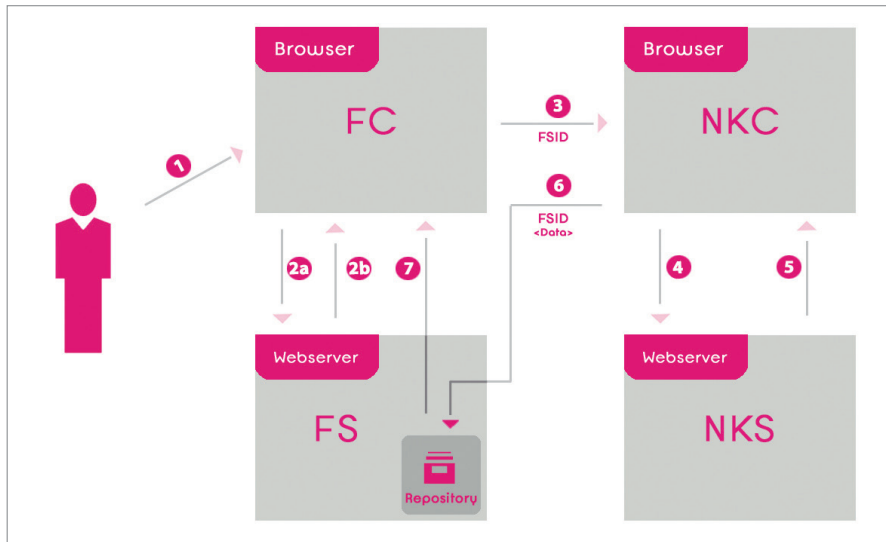 Browser
FC
Browser
NKC
1
3
FSID
6
FSID
<Data>
2a
2b
7
4
5
Webserver
FS
Repository
Webserver
NKS